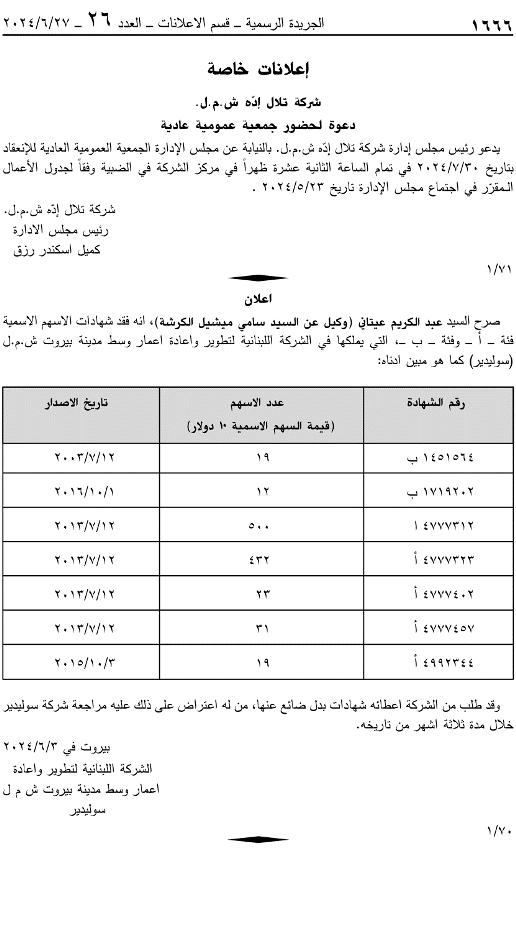 ١٦٦٦
الجريدة الرسمية ــ قسم الاعلانات ــ العدد ٢٦ ــ ٢٠٢٤/٦/٢٧
إعلانات خاصة
شركة تلال إدّه ش.م.ل.
دعوة لحضور جمعية عمومية عادية
يدعو رئيس مجلس إدارة شركة تلال إدّه ش.م.ل. بالنيابة عن مجلس الإدارة الجمعية العمومية العادية للإنعقاد
بتاريخ ٢٠٢٤/٧/٣٠ في تمام الساعة الثانية عشرة ظهراً في مركز الشركة في الضبية وفقاً لجدول الأعمال
المقرّر في اجتماع مجلس الإدارة تاريخ ٢٠٢٤/٥/٢٣ .
شركة تلال إدّه ش.م.ل.
رئيس مجلس الادارة
كميل اسكندر رزق
١/٧١
اعلان
صرح السيد عبد الكريم عيتاني (وكيل عن السيد سامي ميشيل الكرشة)، انه فقد شهادات الاسهم الاسمية
فئة ــ أ ــ وفئة ــ ب ــ، التي يملكها في الشركة اللبنانية لتطوير واعادة اعمار وسط مدينة بيروت ش.م.ل
(سوليدير) كما هو مبين ادناه:
رقم الشهادة عدد الاسهم تاريخ الاصدار
(قيمة السهم الاسمية ١٠ دولار)
١٤٥١٥٦٤ ب ١٩ ٢٠٠٣/٧/١٢
١٧١٩٢٠٢ ب ١٢ ٢٠١٦/١٠/١
٤٧٧٧٣١٢ ا ٥٠٠ ٢٠١٣/٧/١٢
٤٧٧٧٣٢٣ أ ٤٣٢ ٢٠١٣/٧/١٢
٤٧٧٧٤٠٢ أ ٢٣ ٢٠١٣/٧/١٢
٤٧٧٧٤٥٧ أ ٣١ ٢٠١٣/٧/١٢
٤٩٩٢٣٤٤ أ ١٩ ٢٠١٥/١٠/٣
وقد طلب من الشركة اعطائه شهادات بدل ضائع عنها، من له اعتراض على ذلك عليه مراجعة شركة سوليدير
خلال مدة ثلاثة اشهر من تاريخه.
بيروت في ٢٠٢٤/٦/٣
الشركة اللبنانية لتطوير واعادة
اعمار وسط مدينة بيروت ش م ل
سوليدير
١/٧٠